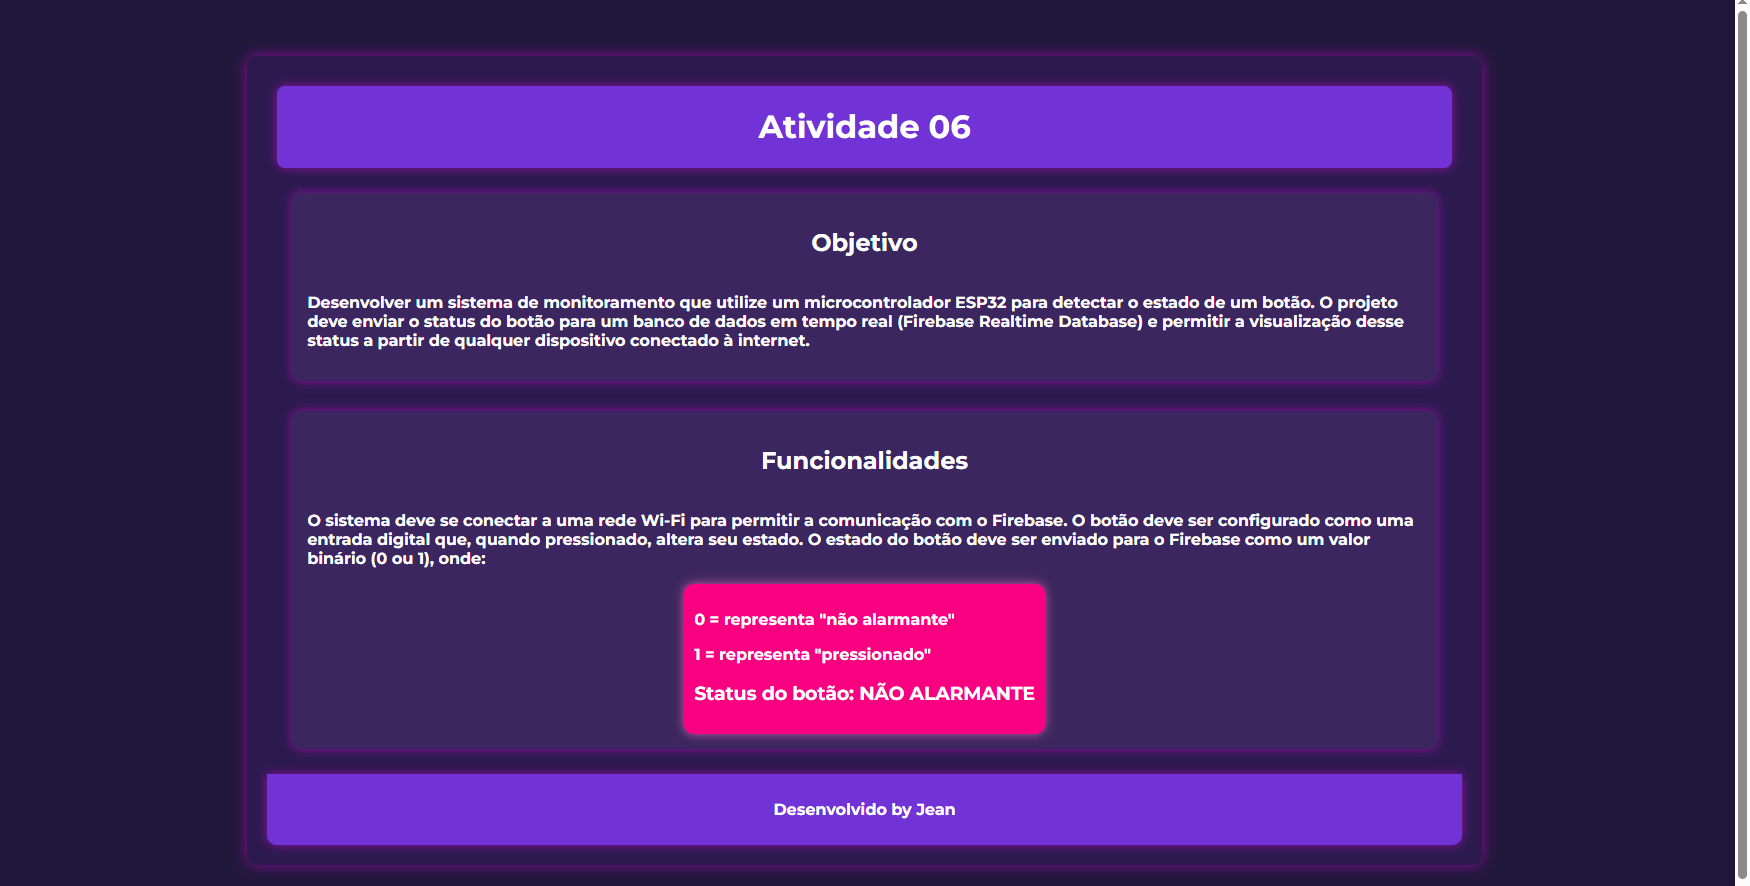 Atividade 06
Objetivo
Desenvolver um sistema de monitoramento que utilize um microcontrolador ESP32 para detectar o estado de um botão. O projeto
deve enviar o status do botão para um banco de dados em tempo real (Firebase Realtime Database) e permitir a visualização desse
status a partir de qualquer dispositivo conectado à internet.
Funcionalidades
O sistema deve se conectar a uma rede Wi-Fi para permitir a comunicação com o Firebase. O botão deve ser configurado como uma
entrada digital que, quando pressionado, altera seu estado. O estado do botão deve ser enviado para o Firebase como um valor
binário (0 ou 1), onde:
0 = representa "não alarmante"
1 = representa "pressionado"
Status do botão: NÃO ALARMANTE
Desenvolvido by Jean